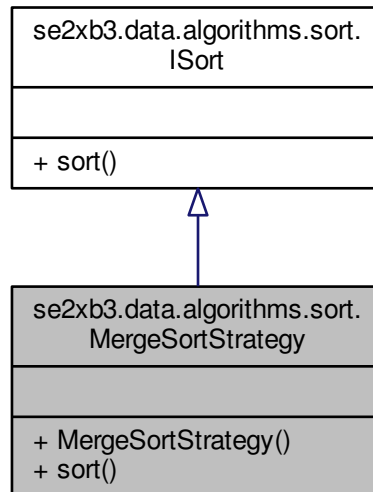 se2xb3.data.algorithms.sort.
ISort
+ sort()
se2xb3.data.algorithms.sort.
MergeSortStrategy
+ MergeSortStrategy()
+ sort()